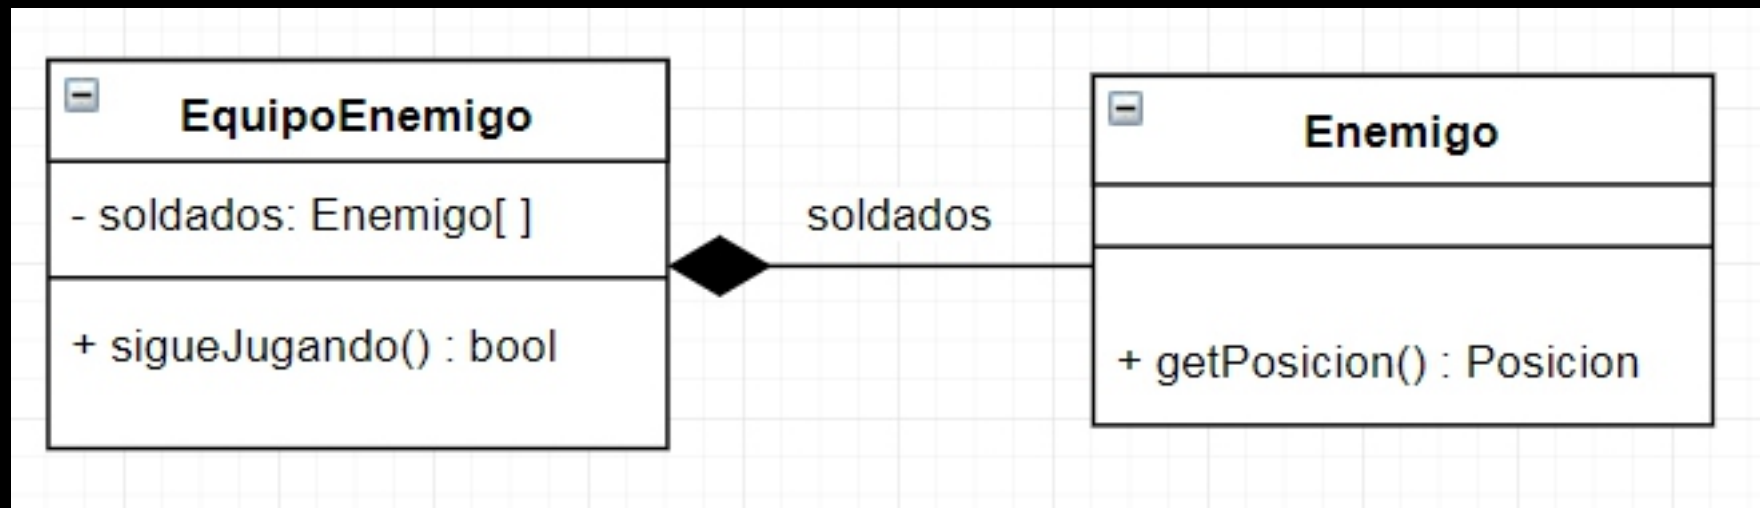 EquipoEnemigo
- soldados: Enemigo[ ]
+ sigueJugando() : bool
soldados
Enemigo
+ getPosicion() : Posicion